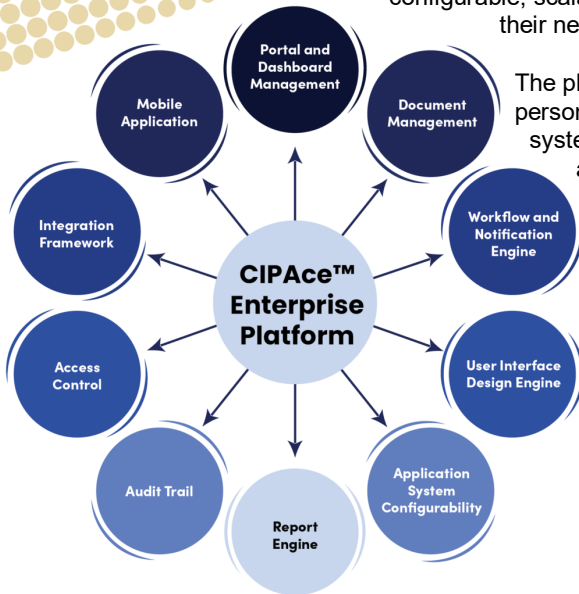 their ne
The pl
person
syste
Portal and
Dashboard
Management
Mobile
Application
Document
Management
Integration
Framework
Workflow and
Notification
Engine
CIPAce™
Enterprise
Platform
Access
Control
User Interface
Design Engine
Audit Trail
Application
System
Configurability
Report
Engine